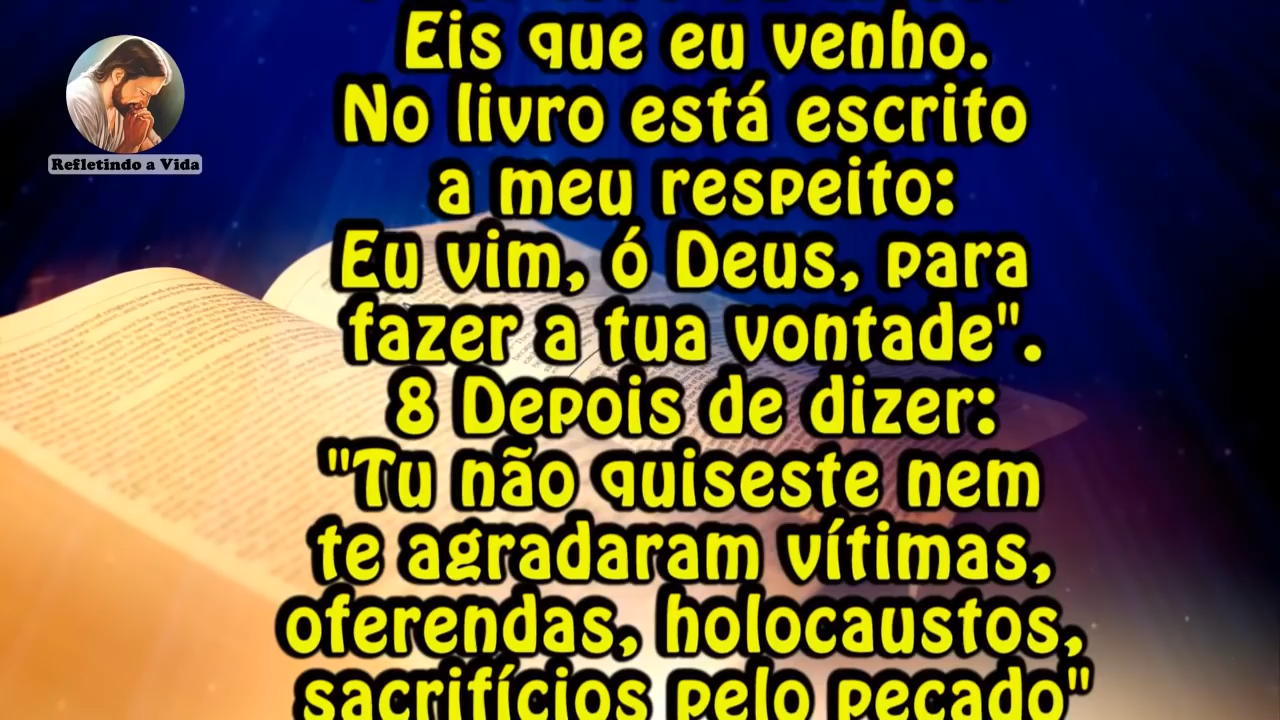 Refletindo a Vida
Eis que eu venho.
No livro está escrito
a meu respeito:
Eu vim, ó Deus, para
fazer a tua vontade".
8 Depois de dizer:
"Tu não quiseste nem
te agradaram vítimas,
oferendas, holocaustos,
sacrifícios pelo pecado"